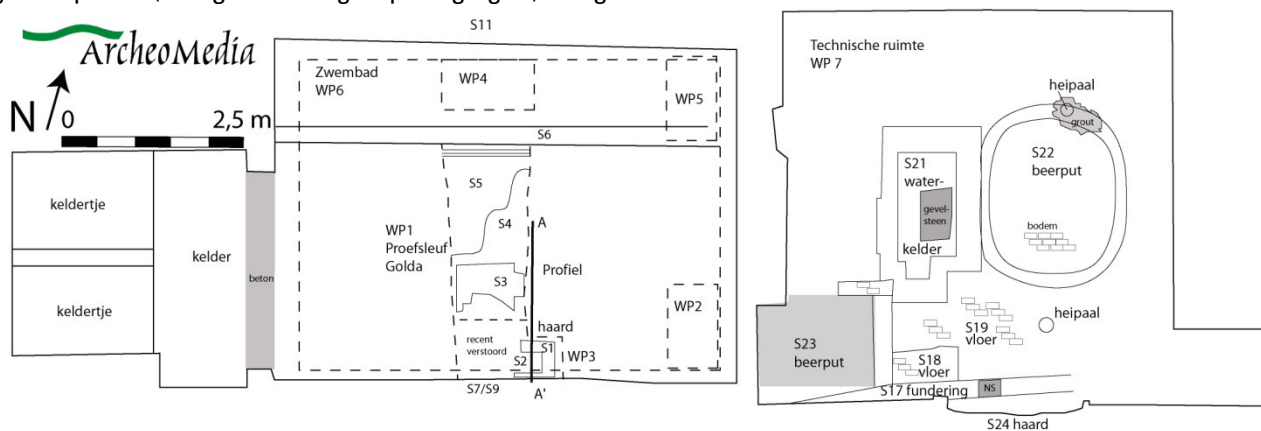 ArcheoMedia
N
0
2,5 m
S11
Zwembad
WP6
WP4
WP5
S6
keldertje
keldertje
kelder
beton
WP1
Proefsleuf
Golda
S5
S4
S3
A
Profiel
recent
verstoord
haard
S1
S2
WP3
WP2
S7/S9
A'
Technische ruimte
WP 7
heipaal
grout
S21
water-
gevel-
steen
kelder
S22
beerput
bodem
S23
beerput
S19
vloer
heipaal
S18
vloer
S17 fundering
NS
S24 haard